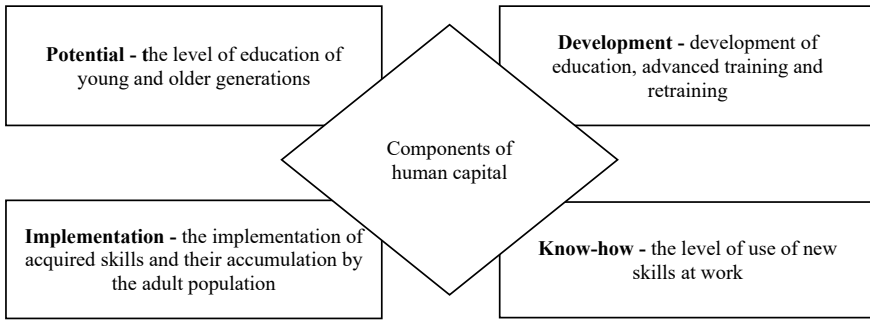 Potential - the level of education of
young and older generations
Development - development of
education, advanced training and
retraining
Components of
human capital
Implementation - the implementation of
acquired skills and their accumulation by
the adult population
Know-how - the level of use of new
skills at work